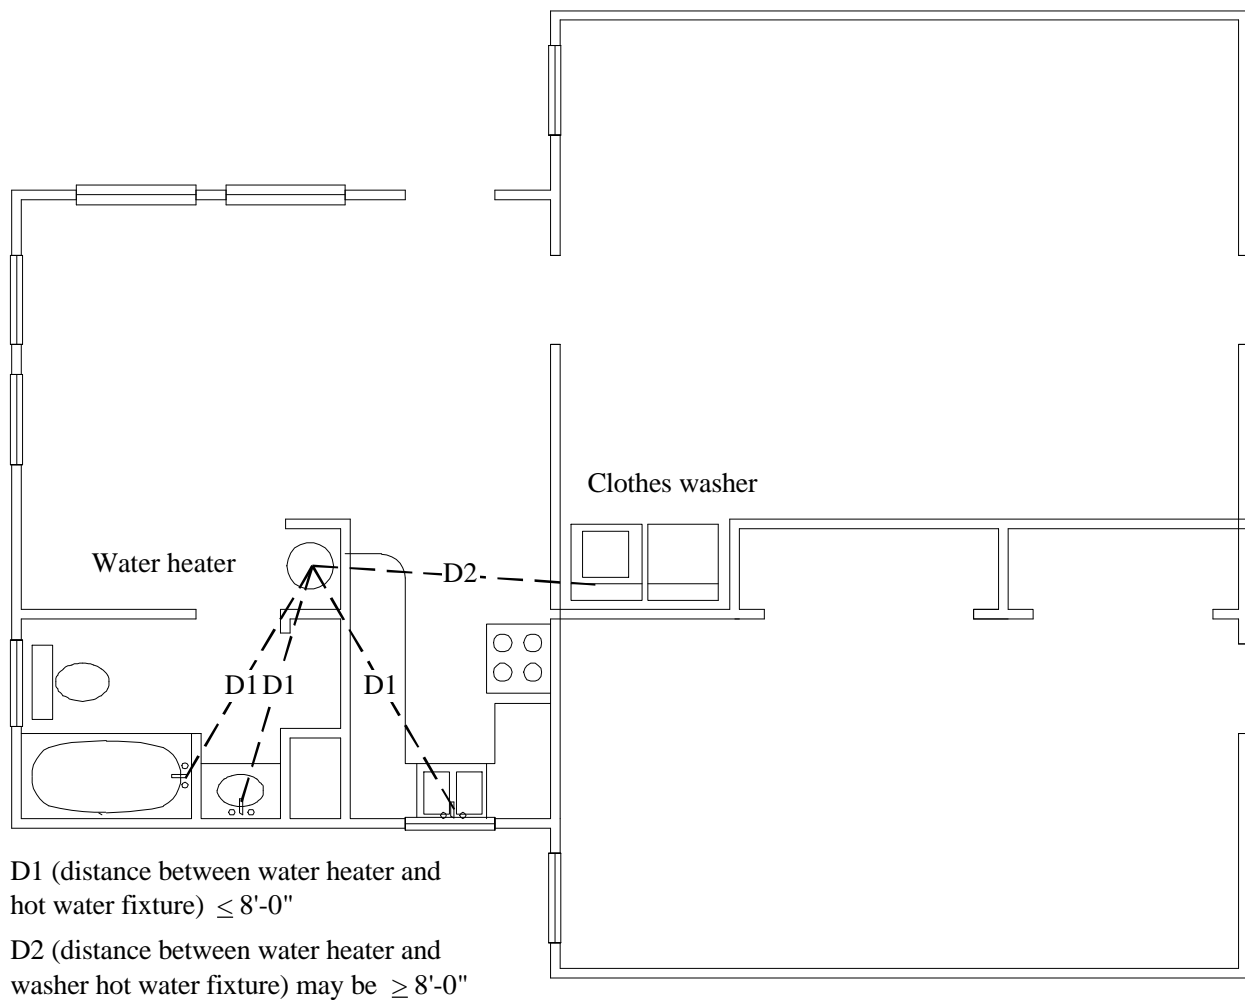 Clothes washer
Water heater
D2
D1 D1 D1
D1 (distance between water heater and
hot water fixture) ≤ 8'-0"
D2 (distance between water heater and
washer hot water fixture) may be ≥ 8'-0"